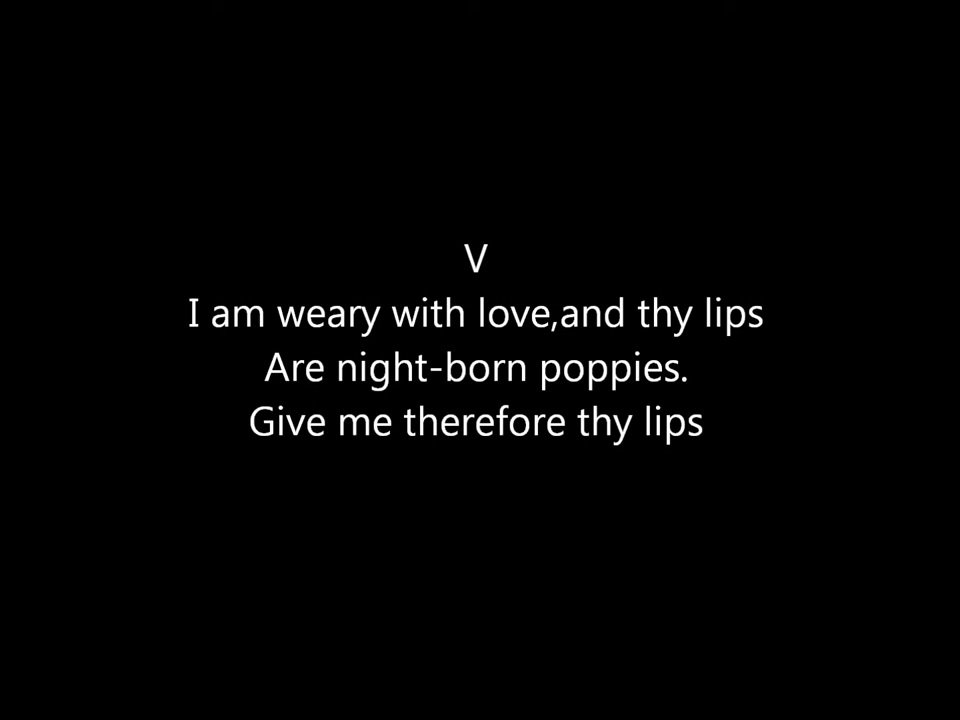 V
I am weary with love,and thy lips
Are night-born poppies.
Give me therefore thy lips